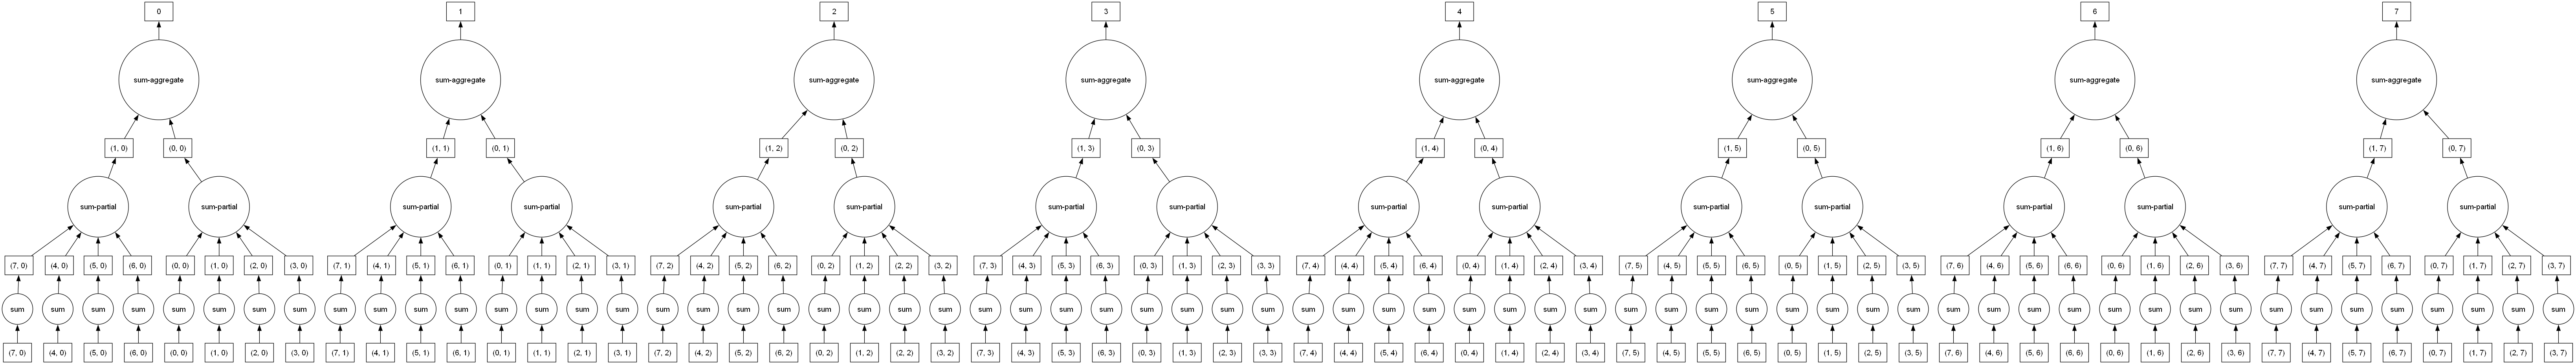 0 1 2 3 4 5 6 7
sum-aggregate sum-aggregate sum-aggregate sum-aggregate sum-aggregate sum-aggregate sum-aggregate sum-aggregate
(1, 0) (0, 0) (1, 1) (0, 1) (1, 2) (0, 2) (1, 3) (0, 3) (1, 4) (0, 4) (1, 5) (0, 5) (1, 6) (0, 6) (1, 7) (0, 7)
sum-partial sum-partial sum-partial sum-partial sum-partial sum-partial sum-partial sum-partial sum-partial sum-partial sum-partial sum-partial sum-partial sum-partial sum-partial sum-partial
(7, 0) (4, 0) (5, 0) (6, 0) (0, 0) (1, 0) (2, 0) (3, 0) (7, 1) (4, 1) (5, 1) (6, 1) (0, 1) (1, 1) (2, 1) (3, 1) (7, 2) (4, 2) (5, 2) (6, 2) (0, 2) (1, 2) (2, 2) (3, 2) (7, 3) (4, 3) (5, 3) (6, 3) (0, 3) (1, 3) (2, 3) (3, 3) (7, 4) (4, 4) (5, 4) (6, 4) (0, 4) (1, 4) (2, 4) (3, 4) (7, 5) (4, 5) (5, 5) (6, 5) (0, 5) (1, 5) (2, 5) (3, 5) (7, 6) (4, 6) (5, 6) (6, 6) (0, 6) (1, 6) (2, 6) (3, 6) (7, 7) (4, 7) (5, 7) (6, 7) (0, 7) (1, 7) (2, 7) (3, 7)
sum sum sum sum sum sum sum sum sum sum sum sum sum sum sum sum sum sum sum sum sum sum sum sum sum sum sum sum sum sum sum sum sum sum sum sum sum sum sum sum sum sum sum sum sum sum sum sum sum sum sum sum sum sum sum sum sum sum sum sum sum sum sum sum
(7, 0) (4, 0) (5, 0) (6, 0) (0, 0) (1, 0) (2, 0) (3, 0) (7, 1) (4, 1) (5, 1) (6, 1) (0, 1) (1, 1) (2, 1) (3, 1) (7, 2) (4, 2) (5, 2) (6, 2) (0, 2) (1, 2) (2, 2) (3, 2) (7, 3) (4, 3) (5, 3) (6, 3) (0, 3) (1, 3) (2, 3) (3, 3) (7, 4) (4, 4) (5, 4) (6, 4) (0, 4) (1, 4) (2, 4) (3, 4) (7, 5) (4, 5) (5, 5) (6, 5) (0, 5) (1, 5) (2, 5) (3, 5) (7, 6) (4, 6) (5, 6) (6, 6) (0, 6) (1, 6) (2, 6) (3, 6) (7, 7) (4, 7) (5, 7) (6, 7) (0, 7) (1, 7) (2, 7) (3, 7)